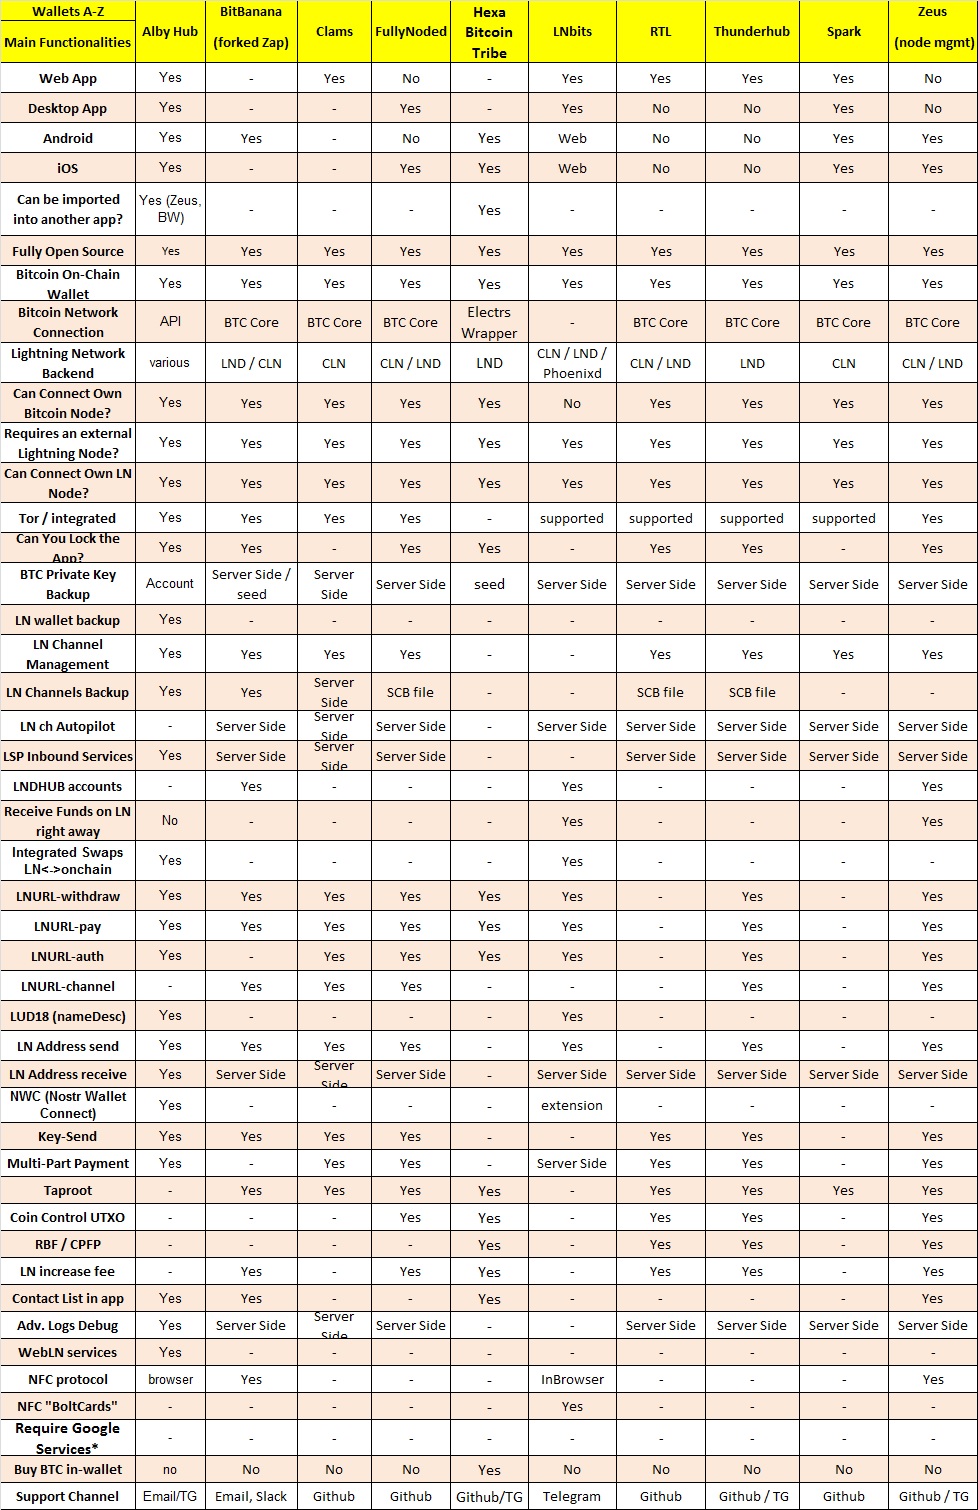 Wallets A-Z | Alby Hub | BitBanana (forked Zap) | Clams | FullyNoded | Hexa Bitcoin Tribe | LNbits | RTL | Thunderhub | Spark | Zeus (node mgmt)
Main Functionalities
Web App | Yes | - | Yes | No | - | Yes | Yes | Yes | Yes | No
Desktop App | Yes | - | - | Yes | - | Yes | No | No | Yes | No
Android | Yes | Yes | - | No | Yes | Web | No | No | Yes | Yes
iOS | Yes | - | - | Yes | Yes | Web | No | No | Yes | Yes
Can be imported into another app? | Yes (Zeus, BW) | - | - | - | Yes | - | - | - | - | -
Fully Open Source | Yes | Yes | Yes | Yes | Yes | Yes | Yes | Yes | Yes | Yes
Bitcoin On-Chain Wallet | Yes | Yes | Yes | Yes | Yes | Yes | Yes | Yes | Yes | Yes
Bitcoin Network Connection | API | BTC Core | BTC Core | BTC Core | Electrs Wrapper | - | BTC Core | BTC Core | BTC Core | BTC Core
Lightning Network Backend | various | LND / CLN | CLN | CLN / LND | LND | CLN / LND / Phoenixd | CLN / LND | LND | CLN | CLN / LND
Can Connect Own Bitcoin Node? | Yes | Yes | Yes | Yes | Yes | No | Yes | Yes | Yes | Yes
Requires an external Lightning Node? | Yes | Yes | Yes | Yes | Yes | Yes | Yes | Yes | Yes | Yes
Can Connect Own LN Node? | Yes | Yes | Yes | Yes | Yes | Yes | Yes | Yes | Yes | Yes
Tor / integrated | Yes | Yes | Yes | Yes | - | supported | supported | supported | supported | Yes
Can You Lock the App? | Yes | Yes | - | Yes | Yes | - | Yes | Yes | - | Yes
BTC Private Key Backup | Account | Server Side / seed | Server Side | Server Side | seed | Server Side | Server Side | Server Side | Server Side | Server Side
LN wallet backup | Yes | - | - | - | - | - | - | - | - | -
LN Channel Management | Yes | Yes | Yes | Yes | - | - | Yes | Yes | Yes | Yes
LN Channels Backup | Yes | Yes | Server Side | SCB file | - | - | SCB file | SCB file | - | -
LN ch Autopilot | - | Server Side | Server Side | Server Side | - | Server Side | Server Side | Server Side | Server Side | Server Side
LSP Inbound Services | Yes | Server Side | Server Side | Server Side | - | - | Server Side | Server Side | Server Side | Server Side
LNDHUB accounts | - | Yes | - | - | - | Yes | - | - | - | Yes
Receive Funds on LN right away | No | - | - | - | - | Yes | - | - | - | Yes
Integrated Swaps LN<->onchain | Yes | - | - | - | - | Yes | - | - | - | -
LNURL-withdraw | Yes | Yes | Yes | Yes | Yes | Yes | - | Yes | - | Yes
LNURL-pay | Yes | Yes | Yes | Yes | Yes | Yes | - | Yes | - | Yes
LNURL-auth | Yes | - | Yes | Yes | Yes | Yes | - | Yes | - | Yes
LNURL-channel | - | Yes | Yes | Yes | - | - | - | Yes | - | Yes
LUD18 (nameDesc) | Yes | - | - | - | - | Yes | - | - | - | -
LN Address send | Yes | Yes | Yes | Yes | - | Yes | - | Yes | - | Yes
LN Address receive | Yes | Server Side | Server Side | Server Side | - | Server Side | Server Side | Server Side | Server Side | Server Side
NWC (Nostr Wallet Connect) | Yes | - | - | - | - | extension | - | - | - | -
Key-Send | Yes | Yes | Yes | Yes | - | - | Yes | Yes | - | Yes
Multi-Part Payment | Yes | - | Yes | Yes | - | Server Side | Yes | Yes | - | Yes
Taproot | - | Yes | Yes | Yes | Yes | - | Yes | Yes | Yes | Yes
Coin Control UTXO | - | - | - | Yes | Yes | - | Yes | Yes | - | Yes
RBF / CPFP | - | - | - | - | Yes | - | Yes | Yes | - | Yes
LN increase fee | - | Yes | - | Yes | Yes | - | Yes | Yes | - | Yes
Contact List in app | Yes | Yes | - | - | Yes | - | - | - | - | Yes
Adv. Logs Debug | Yes | Server Side | Server Side | Server Side | - | - | Server Side | Server Side | Server Side | Server Side
WebLN services | Yes | - | - | - | - | - | - | - | - | -
NFC protocol | browser | Yes | - | - | - | InBrowser | - | - | - | Yes
NFC "BoltCards" | - | - | - | - | - | Yes | - | - | - | -
Require Google Services* | - | - | - | - | - | - | - | - | - | -
Buy BTC in-wallet | no | No | No | No | Yes | No | No | No | No | No
Support Channel | Email/TG | Email, Slack | Github | Github | Github/TG | Telegram | Github | Github / TG | Github | Github / TG